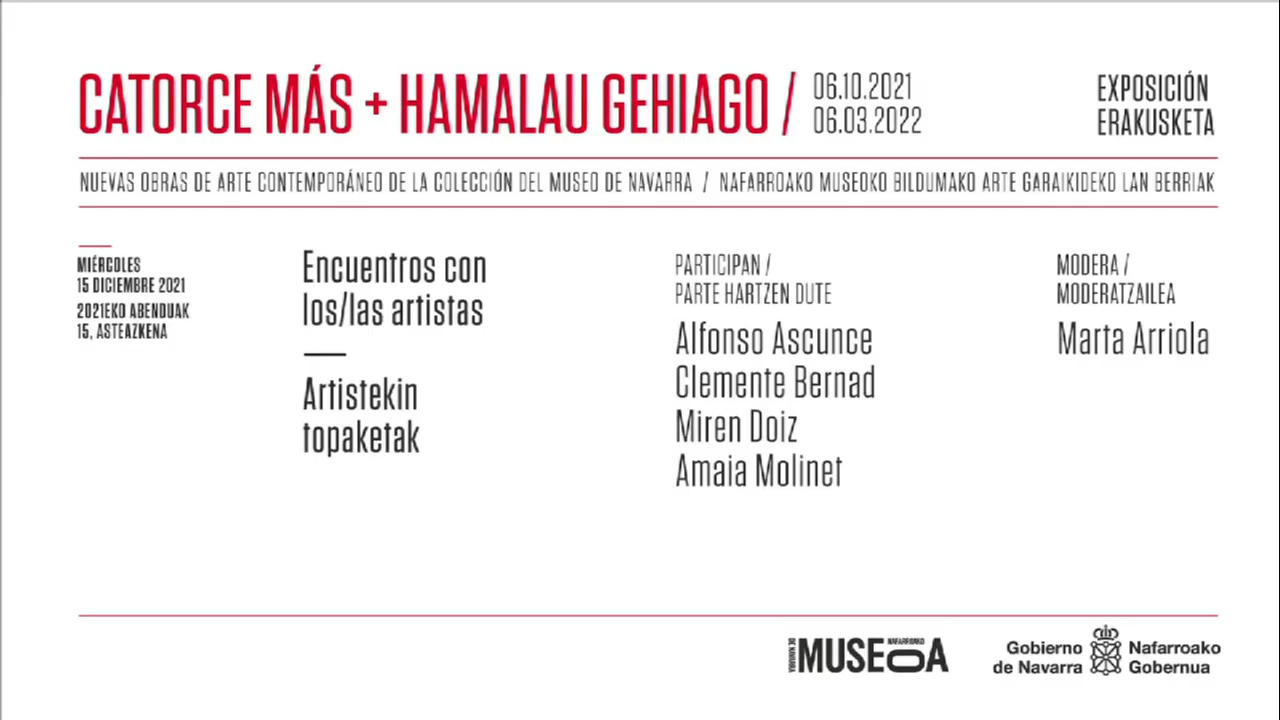 CATORCE MÁS + HAMALAU GEHIAGO /
06.10.2021
06.03.2022
EXPOSICIÓN
ERAKUSKETA
NUEVAS OBRAS DE ARTE CONTEMPORÁNEO DE LA COLECCIÓN DEL MUSEO DE NAVARRA / NAFARROAKO MUSEOKO BILDUMAKO ARTE GARAIKIDEKO LAN BERRIAK
MIÉRCOLES
15 DICIEMBRE 2021
2021EKO ABENDUAK
15, ASTEAZKENA
Encuentros con
los/las artistas
Artistekin
topaketak
PARTICIPAN /
PARTE HARTZEN DUTE
Alfonso Ascunce
Clemente Bernad
Miren Doiz
Amaia Molinet
MODERA /
MODERATZAILEA
Marta Arriola
DE NAVARRA
MUSEOA
NAFARROAKO
Gobierno
de Navarra
Nafarroako
Gobernua